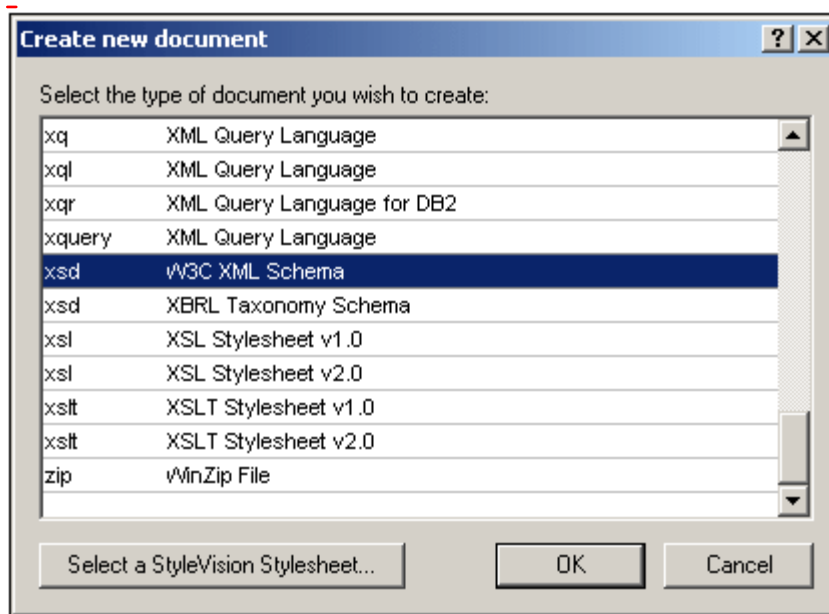 Create new document
Select the type of document you wish to create:
xq XML Query Language
xql XML Query Language
xqr XML Query Language for DB2
xquery XML Query Language
xsd W3C XML Schema
xsd XBRL Taxonomy Schema
xsl XSL Stylesheet v1.0
xsl XSL Stylesheet v2.0
xslt XSLT Stylesheet v1.0
xslt XSLT Stylesheet v2.0
zip WinZip File
Select a StyleVision Stylesheet... OK Cancel